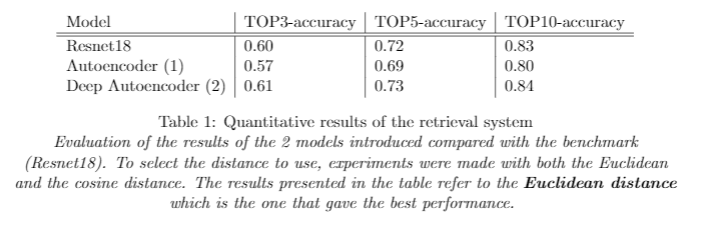 Model TOP3-accuracy TOP5-accuracy TOP10-accuracy
Resnet18 0.60 0.72 0.83
Autoencoder (1) 0.57 0.69 0.80
Deep Autoencoder (2) 0.61 0.73 0.84
Table 1: Quantitative results of the retrieval system
Evaluation of the results of the 2 models introduced compared with the benchmark
(Resnet18). To select the distance to use, experiments were made with both the Euclidean
and the cosine distance. The results presented in the table refer to the Euclidean distance
which is the one that gave the best performance.